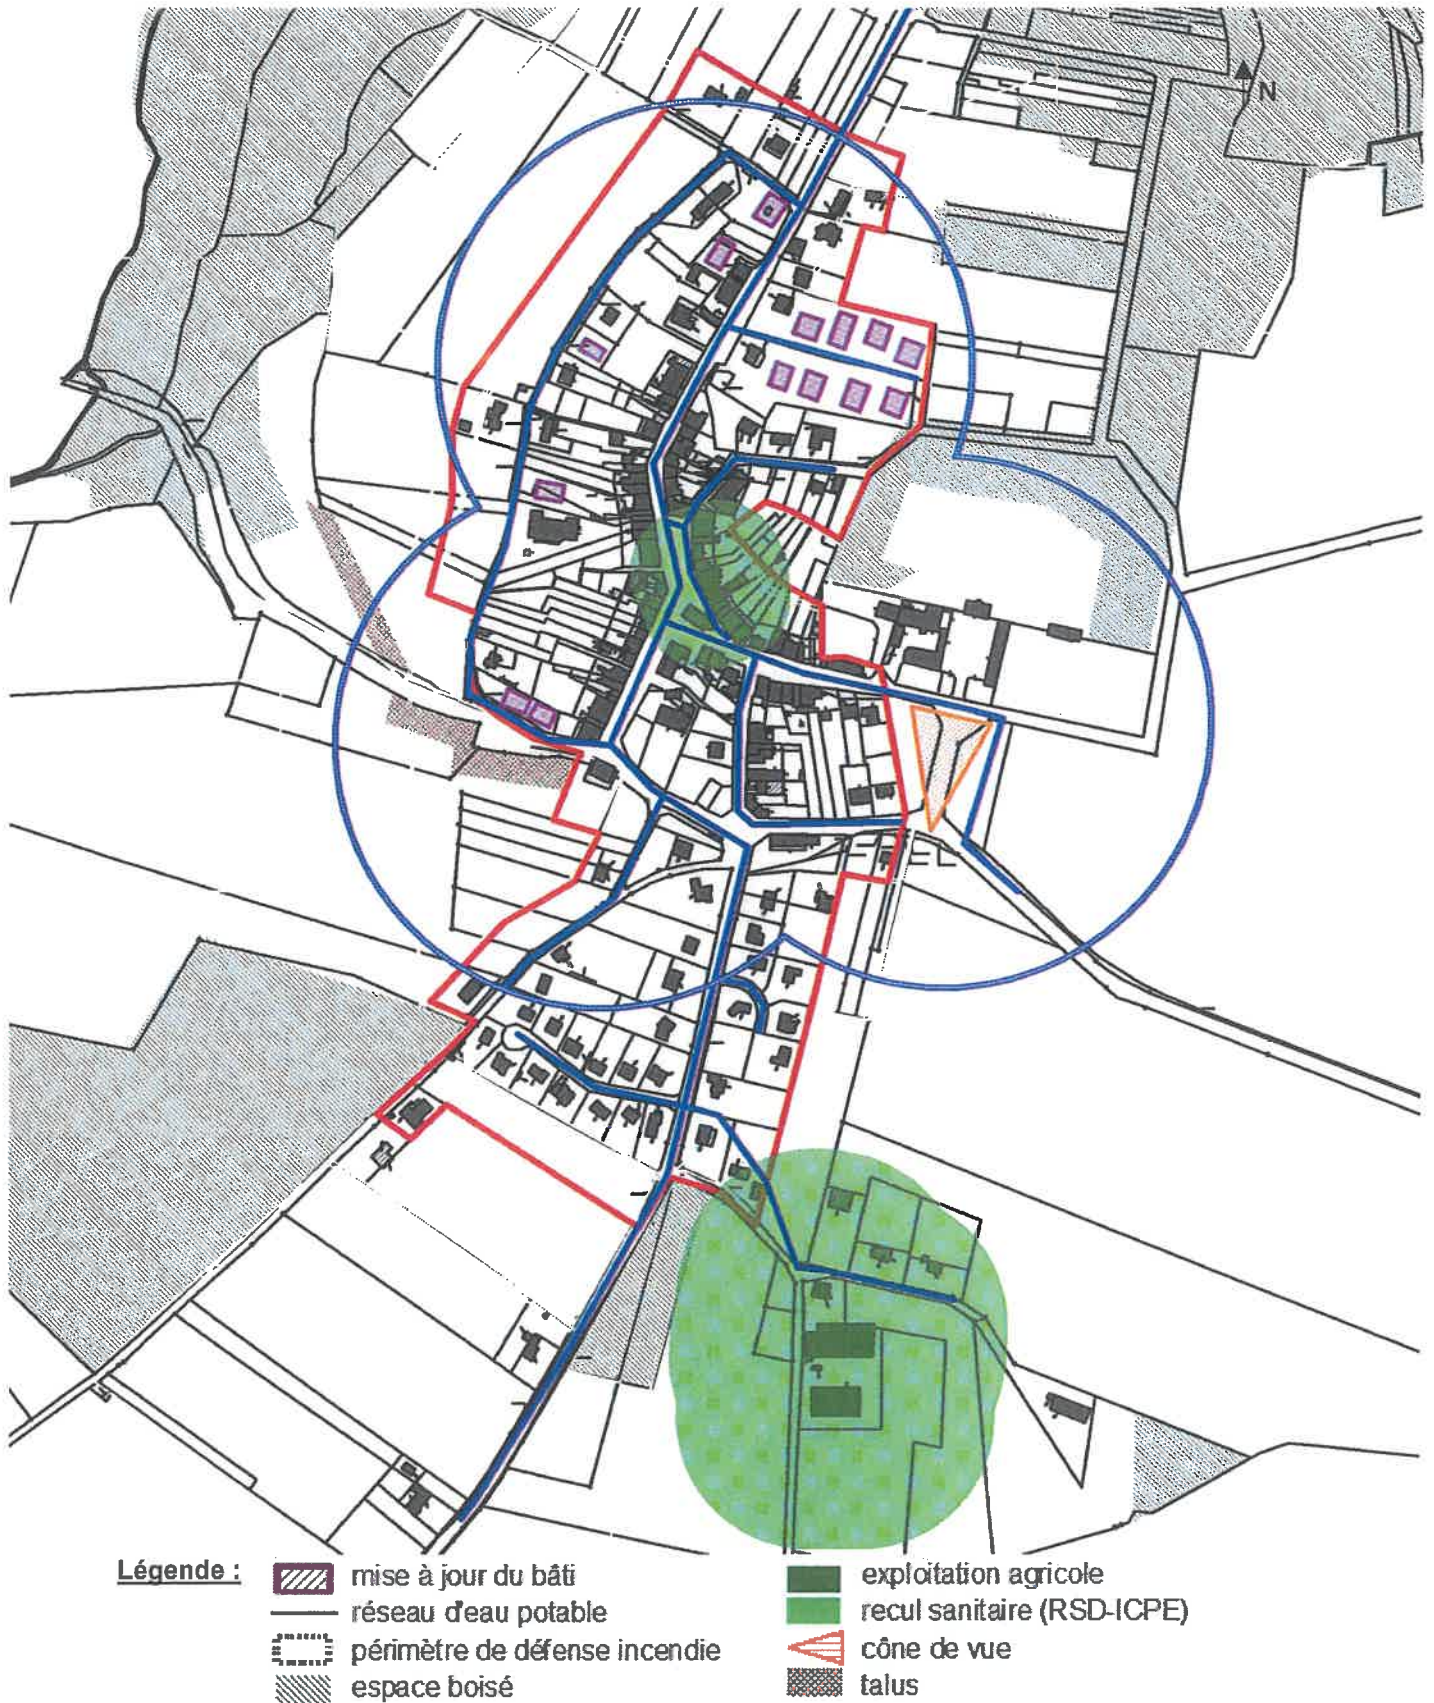 N
EL
Légende :
mise à jour du bâti
réseau d'eau potable
périmètre de défense incendie
espace boisé
exploitation agricole
recul sanitaire (RSD-ICPE)
cône de vue
talus